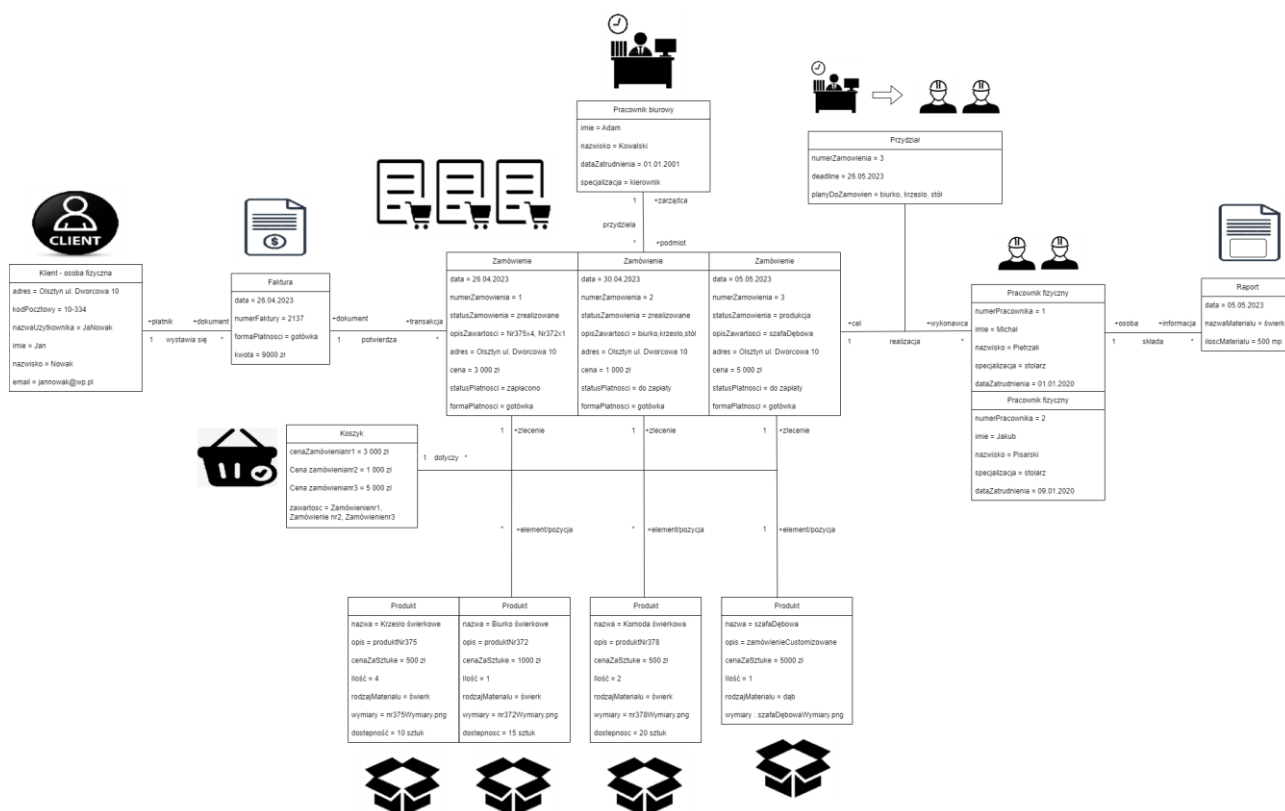 Pracownik biurowy
imie = Adam
nazwisko = Kowalski
dataZatrudnienia = 01.01.2001
specjalizacja = kierownik
1 +zarządca
przydziela
* +podmiot
Przydział
numerZamowienia = 3
deadline = 26.05.2023
planyDoZamowien = biurko, krzesło, stół
CLIENT
Klient - osoba fizyczna
adres = Olsztyn ul. Dworcowa 10
kodPocztowy = 10-334
nazwaUzytkownika = JaNowak
imie = Jan
nazwisko = Nowak
email = jannowak@wp.pl
+płatnik +dokument
1 wystawia się *
$
Faktura
data = 26.04.2023
numerFaktury = 2137
formaPlatnosci = gotówka
kwota = 9000 zł
+dokument +transakcja
1 potwierdza *
Zamówienie
data = 26.04.2023
numerZamowienia = 1
statusZamowienia = zrealizowane
opisZawartosci = Nr375x4, Nr372x1
adres = Olsztyn ul. Dworcowa 10
cena = 3 000 zł
statusPlatnosci = zapłacono
formaPlatnosci = gotówka
Zamówienie
data = 30.04.2023
numerZamowienia = 2
statusZamowienia = zrealizowane
opisZawartosci = biurko,krzesło,stół
adres = Olsztyn ul. Dworcowa 10
cena = 1 000 zł
statusPlatnosci = do zapłaty
formaPlatnosci = gotówka
Zamówienie
data = 05.05.2023
numerZamowienia = 3
statusZamowienia = produkcja
opisZawartosci = szafaDębowa
adres = Olsztyn ul. Dworcowa 10
cena = 5 000 zł
statusPlatnosci = do zapłaty
formaPlatnosci = gotówka
+cel +wykonawca
1 realizacja *
Pracownik fizyczny
numerPracownika = 1
imie = Michał
nazwisko = Pietrzak
specjalizacja = stolarz
dataZatrudnienia = 01.01.2020
Pracownik fizyczny
numerPracownika = 2
imie = Jakub
nazwisko = Pisarski
specjalizacja = stolarz
dataZatrudnienia = 09.01.2020
+osoba +informacja
1 składa *
Raport
data = 05.05.2023
nazwaMaterialu = świerk
iloscMaterialu = 500 mp
Koszyk
cenaZamówienianr1 = 3 000 zł
Cena zamówienianr2 = 1 000 zł
Cena zamówienianr3 = 5 000 zł
zawartosc = Zamówienienr1,
Zamówienie nr2, Zamówienienr3
1 dotyczy *
1 +zlecenie
1 +zlecenie
1 +zlecenie
* +element/pozycja
* +element/pozycja
1 +element/pozycja
Produkt
nazwa = Krzesło świerkowe
opis = produktNr375
cenaZaSztuke = 500 zł
Ilość = 4
rodzajMaterialu = świerk
wymiary = nr375Wymiary.png
dostepność = 10 sztuk
Produkt
nazwa = Biurko świerkowe
opis = produktNr372
cenaZaSztuke = 1000 zł
Ilość = 1
rodzajMaterialu = świerk
wymiary = nr372Wymiary.png
dostepnosc = 15 sztuk
Produkt
nazwa = Komoda świerkowa
opis = produktNr378
cenaZaSztuke = 500 zł
Ilość = 2
rodzajMaterialu = świerk
wymiary = nr378Wymiary.png
dostepnosc = 20 sztuk
Produkt
nazwa = szafaDębowa
opis = zamówienieCustomizowane
cenaZaSztuke = 5000 zł
Ilość = 1
rodzajMaterialu = dąb
wymiary : szafaDębowaWymiary.png